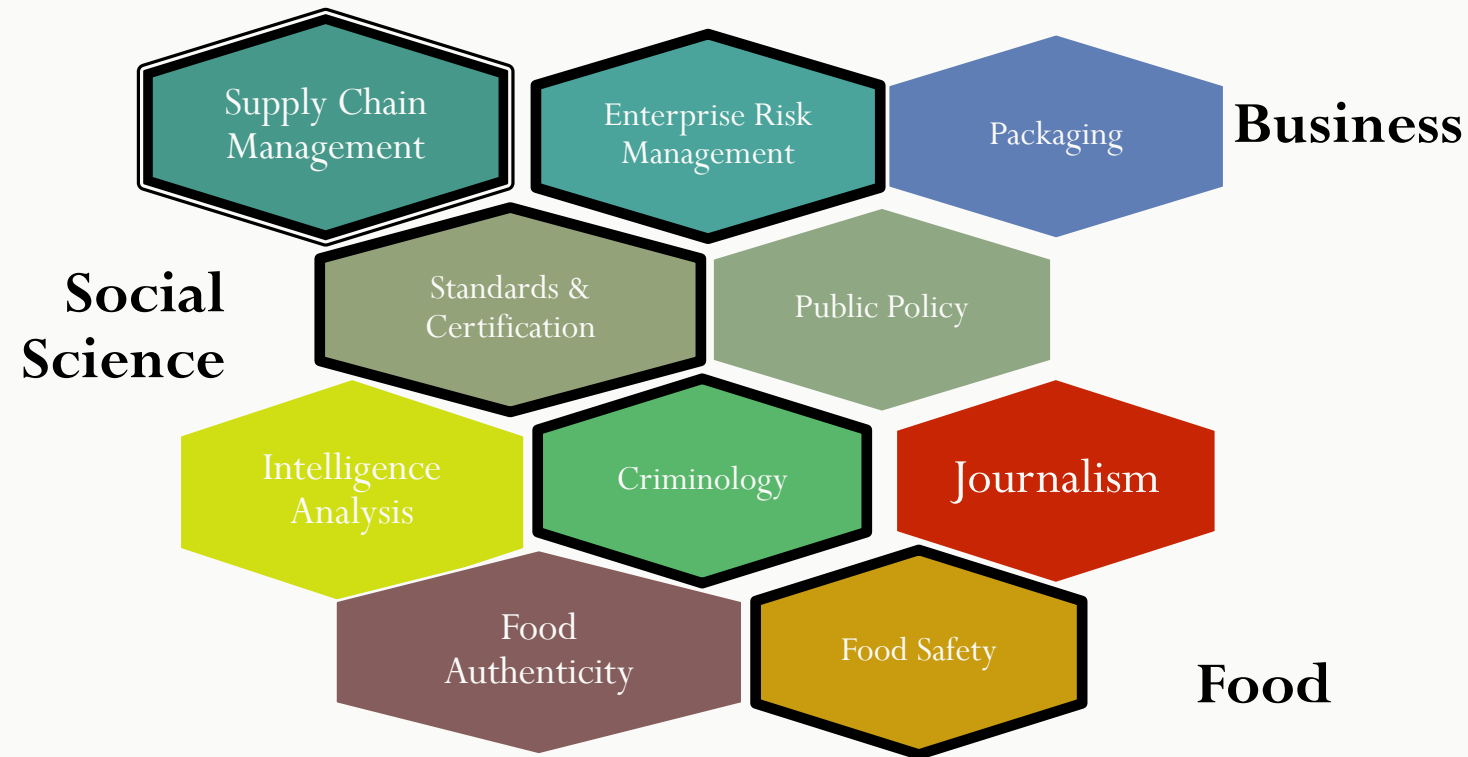 Supply Chain
Management
Enterprise Risk
Management
Packaging
Business
Social
Science
Standards &
Certification
Public Policy
Intelligence
Analysis
Criminology
Journalism
Food
Authenticity
Food Safety
Food